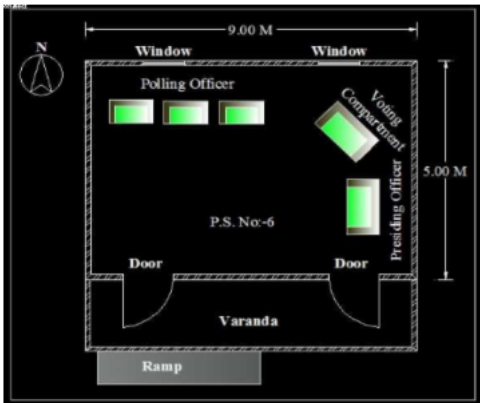 9.00 M
N
Window
Window
Polling Officer
Voting
Compartment
5.00 M
Presiding Officer
P.S. No:-6
Door
Door
Varanda
Ramp